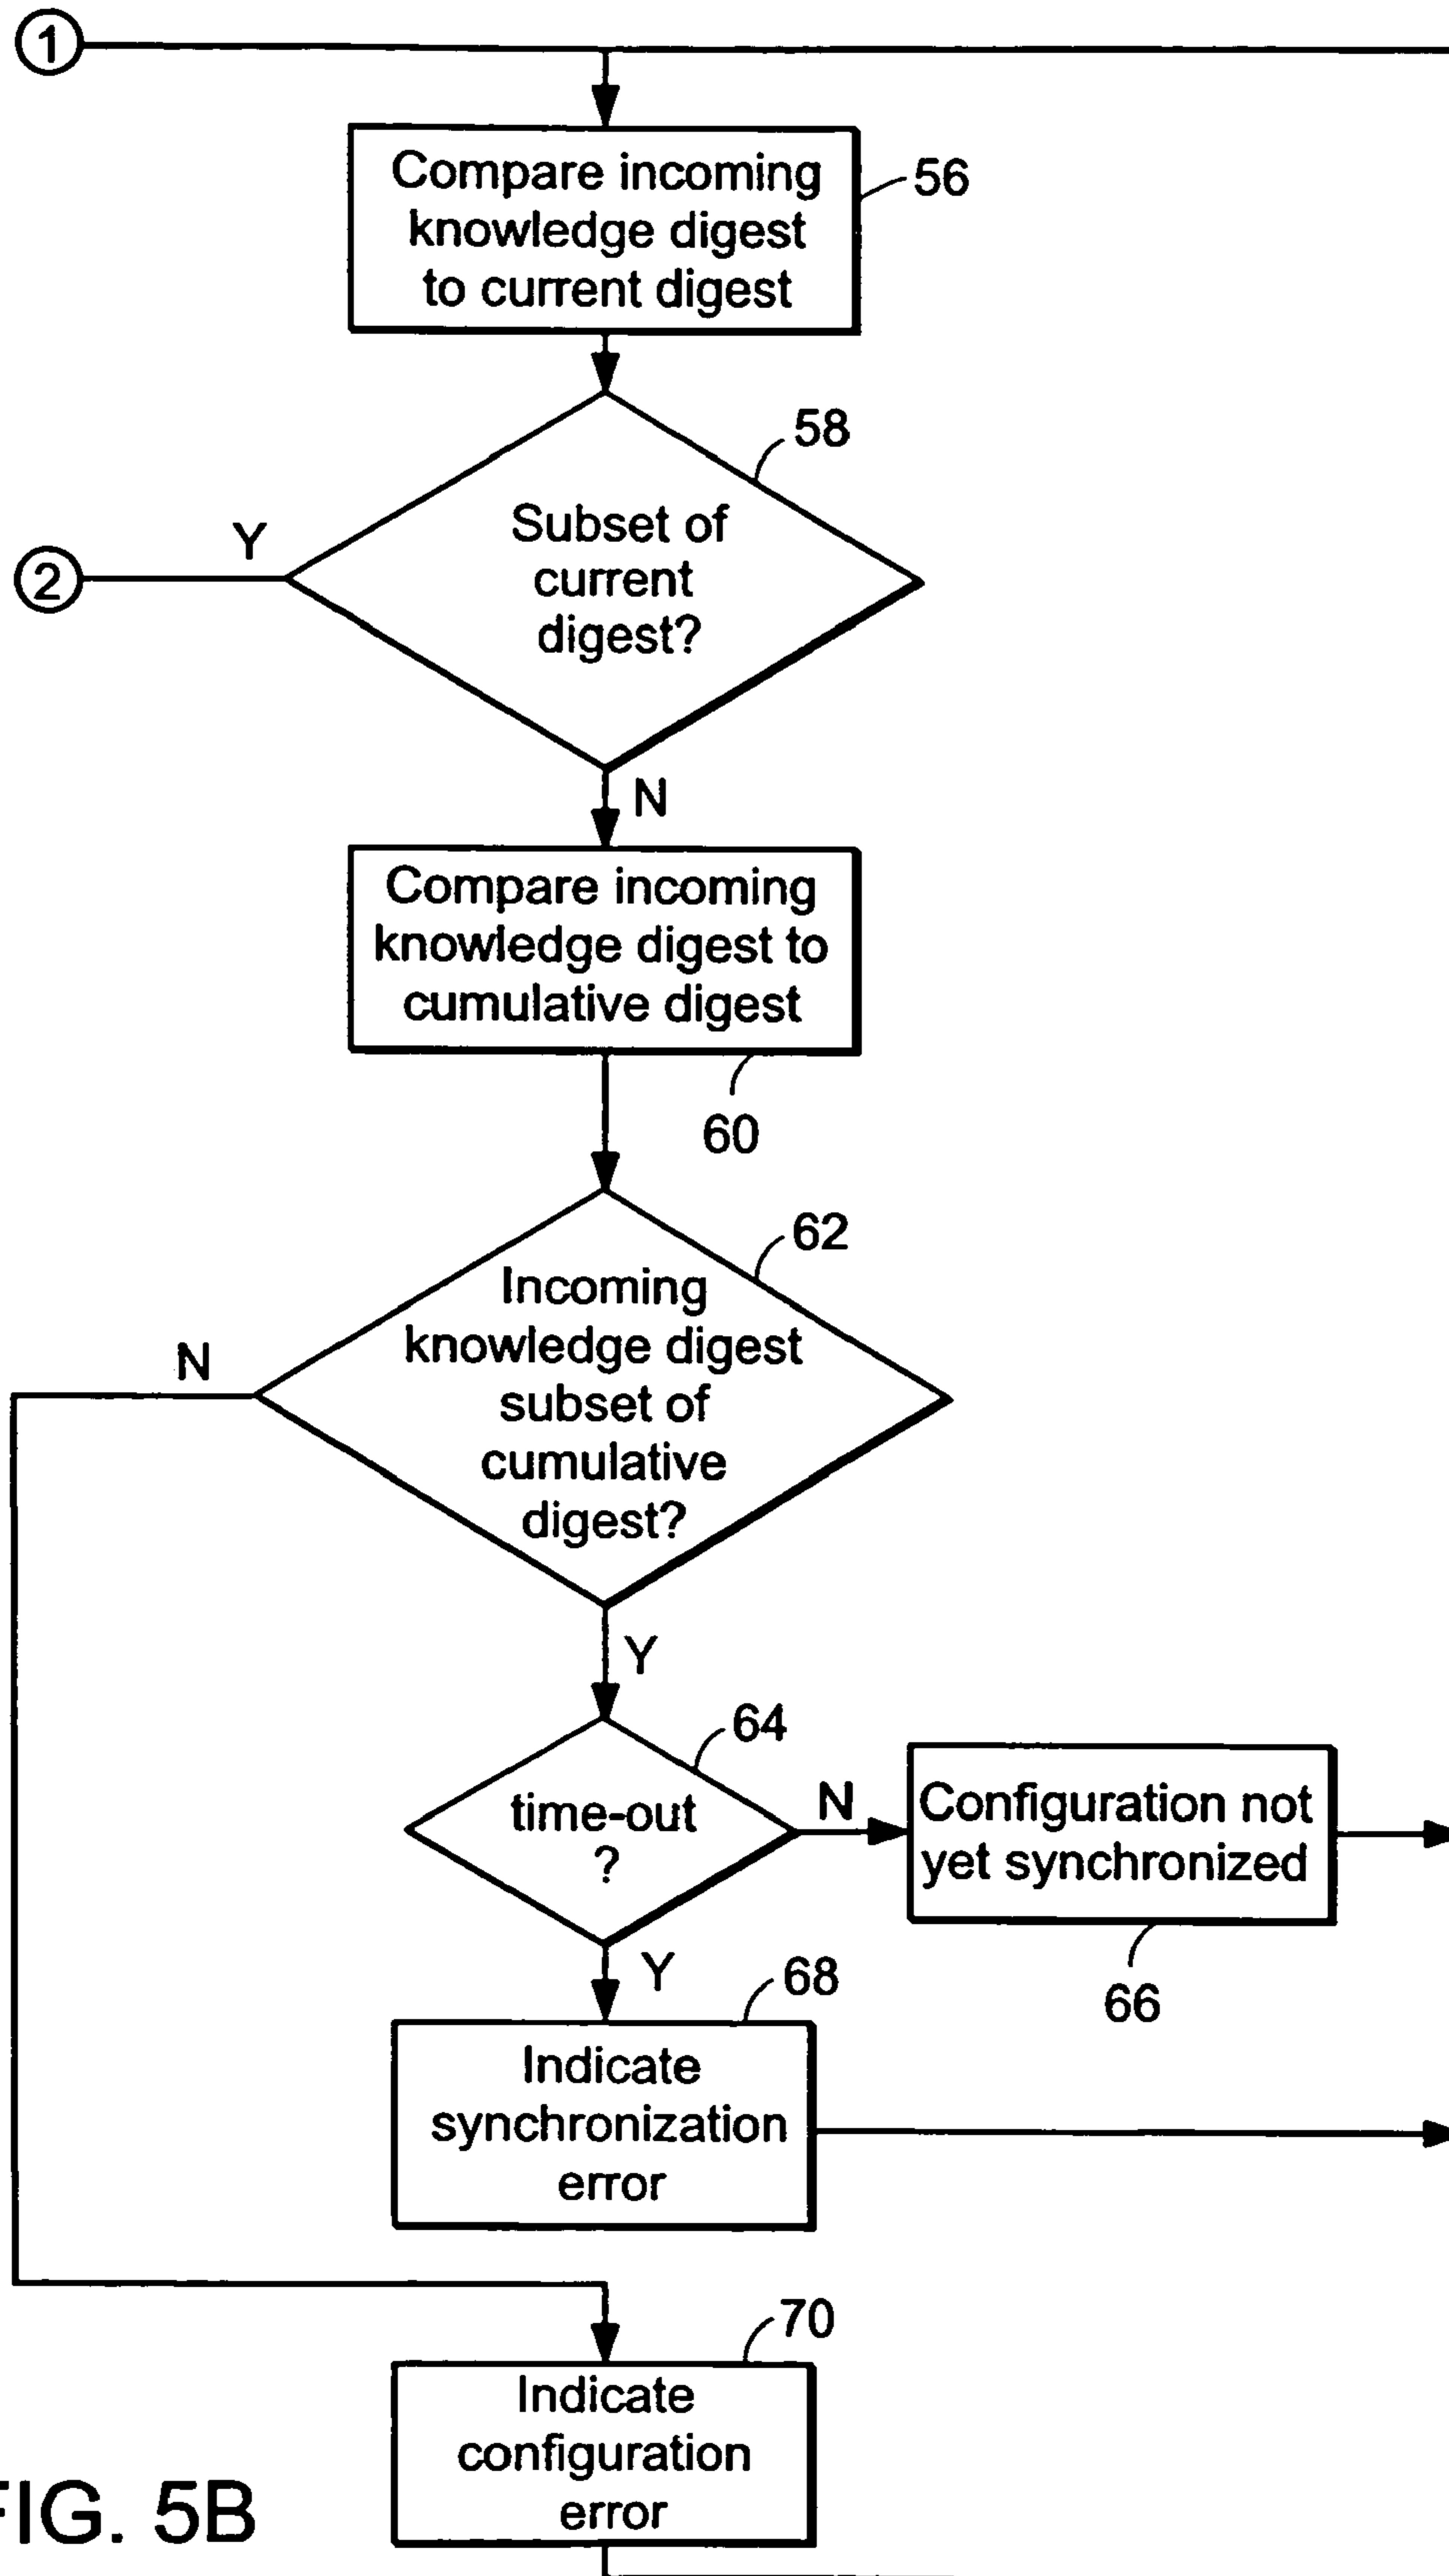 1
Compare incoming
knowledge digest
to current digest
56
58
Subset of
current
digest?
Y
2
N
Compare incoming
knowledge digest to
cumulative digest
60
62
Incoming
knowledge digest
subset of
cumulative
digest?
N
Y
64
time-out
?
N
Configuration not
yet synchronized
66
Y
68
Indicate
synchronization
error
70
Indicate
configuration
error
FIG. 5B